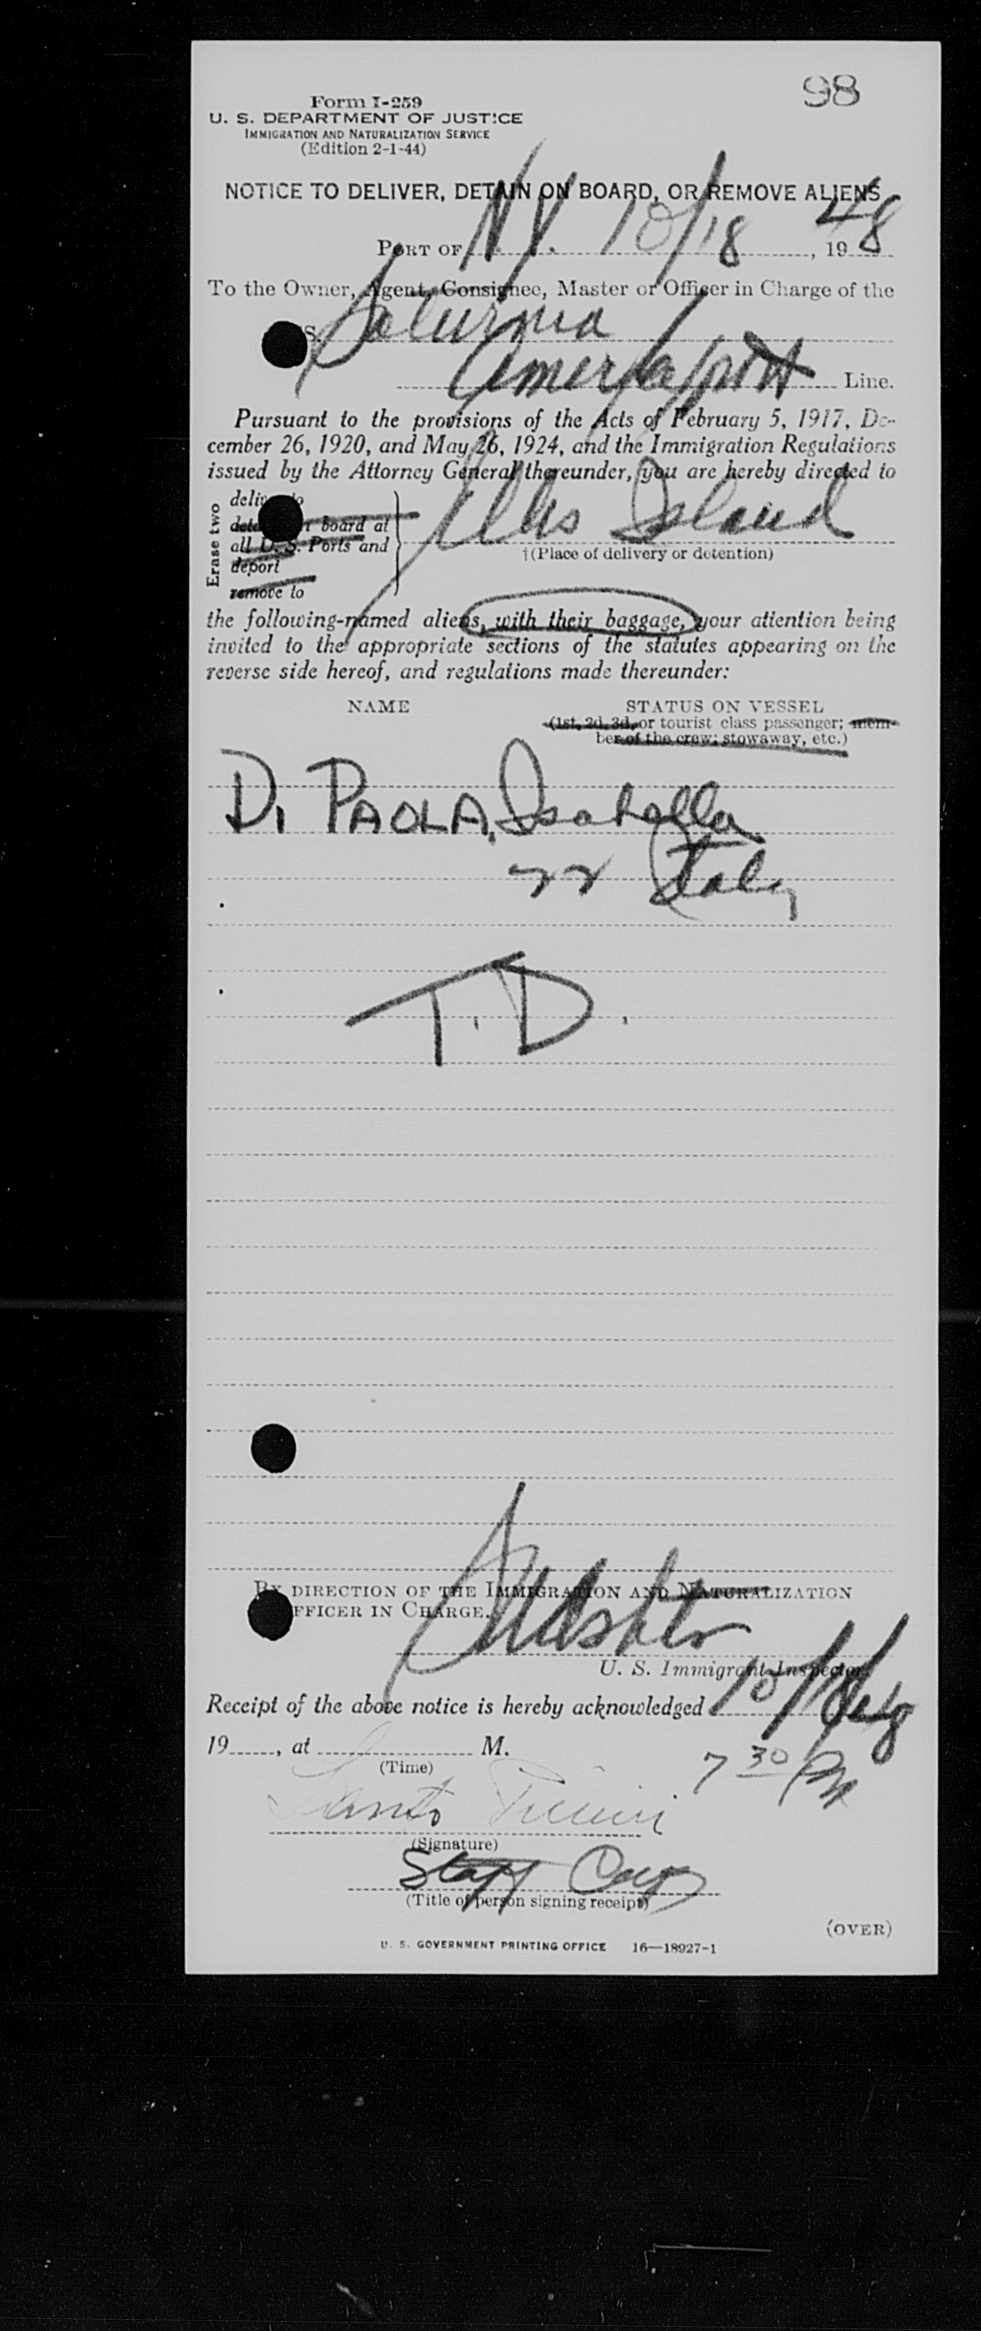 98
Form I-259
U. S. DEPARTMENT OF JUSTICE
IMMIGRATION AND NATURALIZATION SERVICE
(Edition 2-1-44)
NOTICE TO DELIVER, DETAIN ON BOARD, OR REMOVE ALIENS
PORT OF N.Y. 10/18, 1948
To the Owner, Agent, Consignee, Master or Officer in Charge of the
S Saturnia
Line.
Pursuant to the provisions of the Acts of February 5, 1917, De-
cember 26, 1920, and May 26, 1924, and the Immigration Regulations
issued by the Attorney General thereunder, you are hereby directed to
Erase two
deliver to
detain on board at
all U. S. Ports and
deport
remove to
Ellis Island
†(Place of delivery or detention)
the following-named aliens, with their baggage, your attention being
invited to the appropriate sections of the statutes appearing on the
reverse side hereof, and regulations made thereunder:
NAME STATUS ON VESSEL
(1st, 2d, 3d, or tourist class passenger; mem-
ber of the crew; stowaway, etc.)
Di PAOLA, Isabella
22 Italy
T.D.
BY DIRECTION OF THE IMMIGRATION AND NATURALIZATION
OFFICER IN CHARGE.
U. S. Immigrant Inspector.
Receipt of the above notice is hereby acknowledged
19, at M.
(Time)
7 30 PM
Santo
(Signature)
Staff Capt
(Title of person signing receipt)
(OVER)
U. S. GOVERNMENT PRINTING OFFICE 16—18927-1